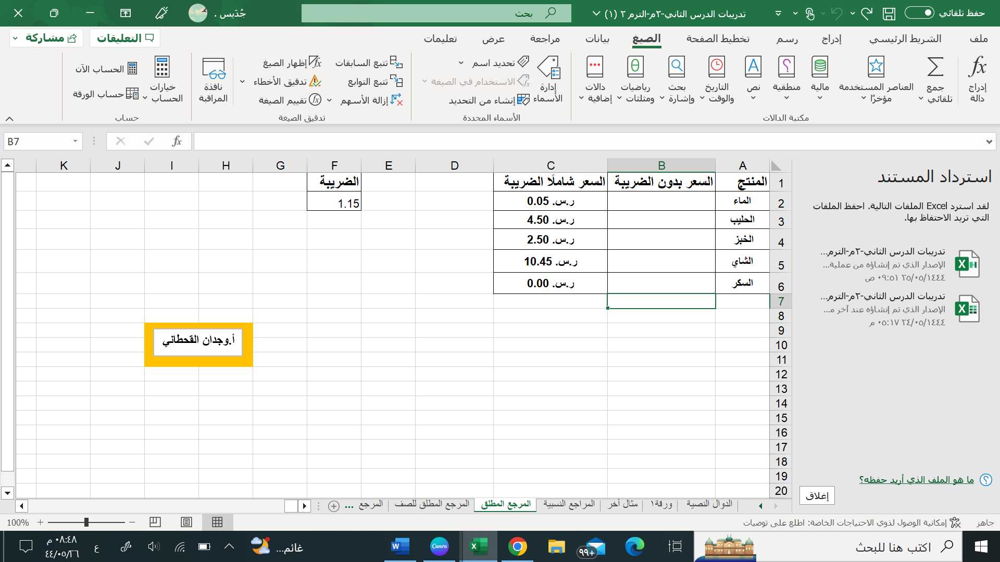 حفظ تلقائي
تدريبات الدرس الثاني-٢م-الترم ٢ (١)
بحث
جُدَيس .
ملف
الشريط الرئيسي
إدراج
رسم
تخطيط الصفحة
الصيغ
بيانات
مراجعة
عرض
تعليمات
التعليقات
مشاركة
إدراج دالة
جمع تلقائي
العناصر المستخدمة مؤخرًا
مالية
منطقية
نص
التاريخ والوقت
بحث وإشارة
رياضيات ومثلثات
دالات إضافية
مكتبة الدالات
إدارة الأسماء
تحديد اسم
الاستخدام في الصيغة
إنشاء من التحديد
الأسماء المحددة
تتبع السابقات
تتبع التوابع
إزالة الأسهم
إظهار الصيغ
تدقيق الأخطاء
تقييم الصيغة
تدقيق الصيغة
نافذة المراقبة
خيارات الحساب
الحساب الآن
حساب الورقة
حساب
B7
fx
استرداد المستند
لقد استرد Excel الملفات التالية. احفظ الملفات
التي تريد الاحتفاظ بها.
تدريبات الدرس الثاني-٢م-الترم...
الإصدار الذي تم إنشاؤه من عملية...
٢٥/٠٥/١٤٤٤ ٠٩:٥١ ص
تدريبات الدرس الثاني-٢م-الترم...
الإصدار الذي تم إنشاؤه عند آخر م...
٢٤/٠٥/١٤٤٤ ٠٥:١٧ م
ما هو الملف الذي أريد حفظه؟
إغلاق
A B C D E F G H I J K
1 المنتج السعر بدون الضريبة السعر شاملًا الضريبة الضريبة
2 الماء ر.س. 0.05 1.15
3 الحليب ر.س. 4.50
4 الخبز ر.س. 2.50
5 الشاي ر.س. 10.45
6 السكر ر.س. 0.00
7
8
9
10
11
12
13
14
15
16
17
18
19
20
أ.وجدان القحطاني
الدوال النصية
ورقة١
مثال آخر
المراجع النسبية
المرجع المطلق
المرجع المطلق للصف
المرجع ...
جاهز
إمكانية الوصول لذوي الاحتياجات الخاصة: اطلع على توصيات
100%
اكتب هنا للبحث
+٩٩
Canva
غائم...
ع
٠٨:٤٨ م
٤٤/٠٥/٢٦